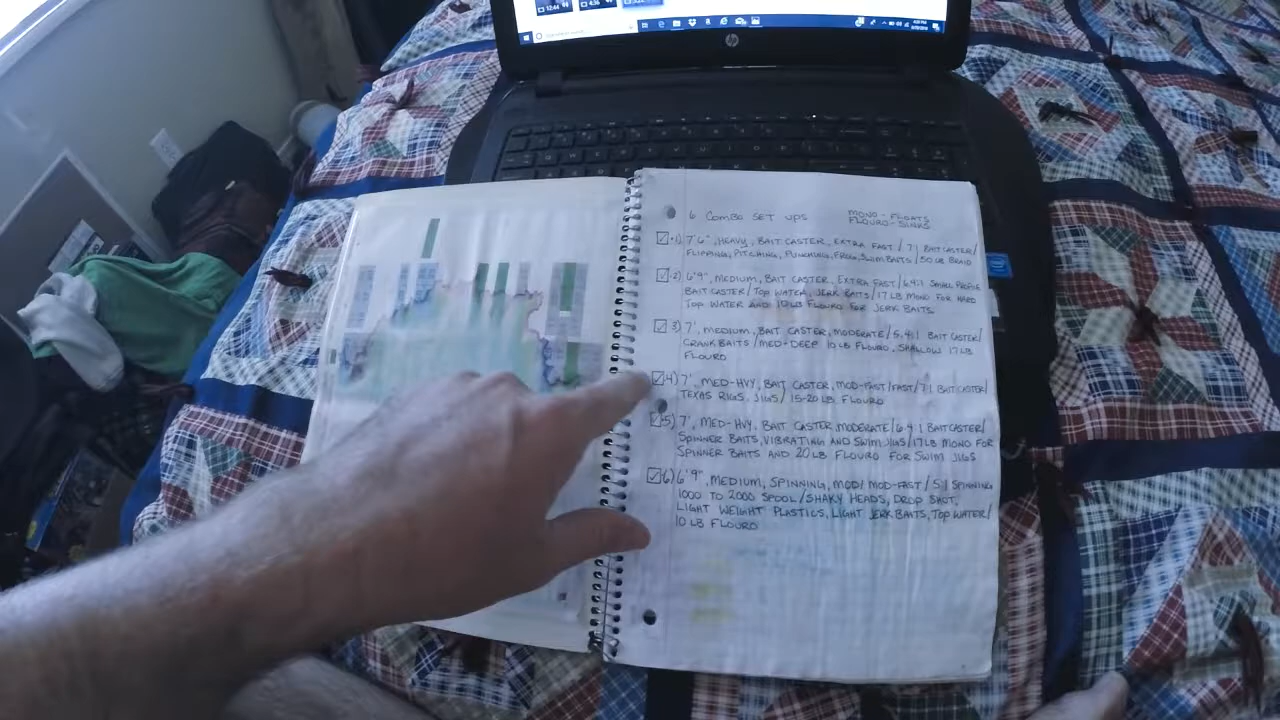 6 COMBO SET UPS
MONO - FLOATS
FLOURO - SINKS
1) 7'6", HEAVY, BAIT CASTER, EXTRA FAST / 7:1 BAITCASTER/
FLIPPING, PITCHING, PUNCHING, FROG, SWIM BAITS / 50 LB BRAID
2) 6'9", MEDIUM, BAIT CASTER, EXTRA FAST / 6.4:1 SMALL PROFILE
BAIT CASTER / TOP WATER, JERK BAITS / 17 LB MONO FOR HARD
TOP WATER AND 10 LB FLOURO FOR JERK BAITS
3) 7', MEDIUM, BAIT CASTER, MODERATE / 5.4:1 BAIT CASTER/
CRANK BAITS / MED-DEEP 10 LB FLOURO, SHALLOW 17 LB
FLOURO
4) 7', MED-HVY, BAIT CASTER, MOD-FAST/FAST / 7:1 BAIT CASTER/
TEXAS RIGS, JIGS / 15-20 LB FLOURO
5) 7', MED-HVY, BAIT CASTER, MODERATE / 6.4:1 BAITCASTER/
SPINNER BAITS, VIBRATING AND SWIM JIGS / 17 LB MONO FOR
SPINNER BAITS AND 20 LB FLOURO FOR SWIM JIGS
6) 6'9", MEDIUM, SPINNING, MOD / MOD-FAST / 5:1 SPINNING
1000 TO 2000 SPOOL / SHAKY HEADS, DROP SHOT,
LIGHT WEIGHT PLASTICS, LIGHT JERK BAITS, TOP WATER /
10 LB FLOURO